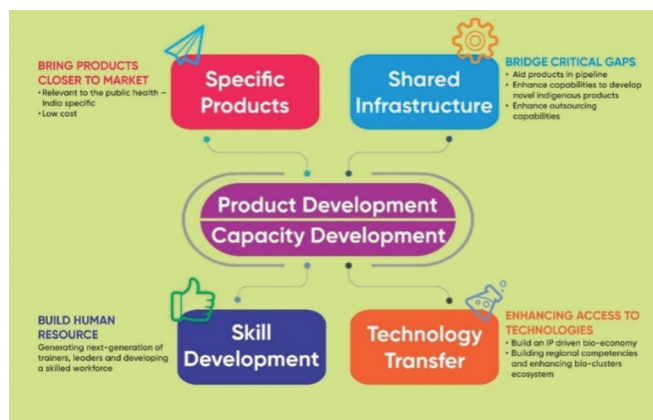 BRING PRODUCTS
CLOSER TO MARKET
• Relevant to the public health –
India specific
• Low cost
Specific
Products
Shared
Infrastructure
BRIDGE CRITICAL GAPS
• Aid products in pipeline
• Enhance capabilities to develop
novel indigenous products
• Enhance outsourcing
capabilities
Product Development
Capacity Development
BUILD HUMAN
RESOURCE
Generating next-generation of
trainers, leaders and developing
a skilled workforce
Skill
Development
Technology
Transfer
ENHANCING ACCESS TO
TECHNOLOGIES
• Build an IP driven bio-economy
• Building regional competencies
and enhancing bio-clusters
ecosystem